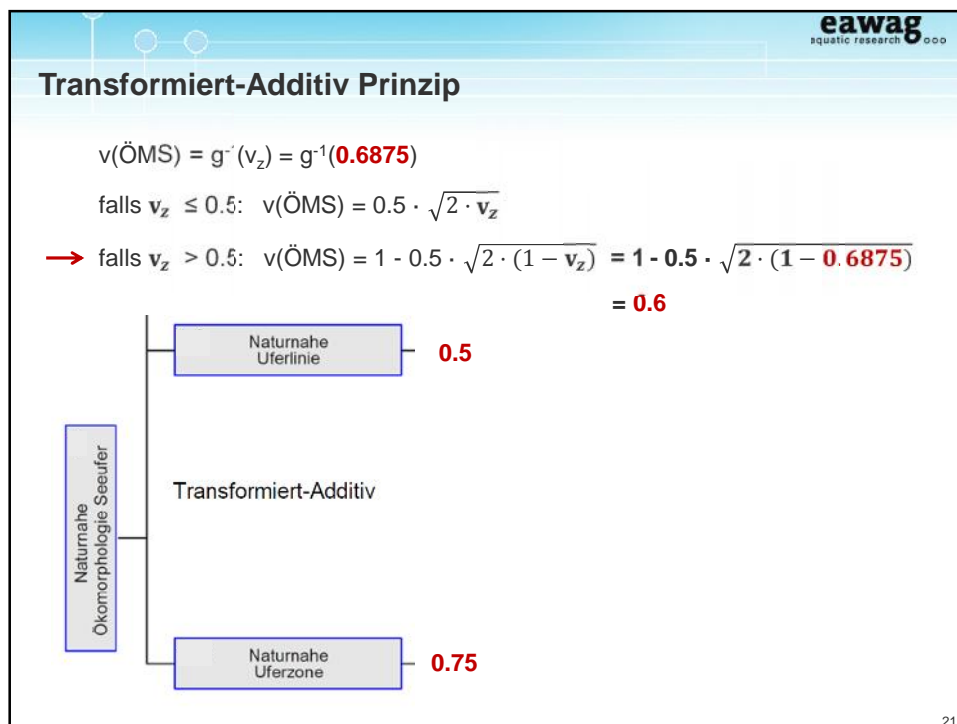 eawag
aquatic research ooo
Transformiert-Additiv Prinzip
v(ÖMS) = g⁻¹(v_z) = g⁻¹(0.6875)
falls v_z ≤ 0.5: v(ÖMS) = 0.5 · √(2 · v_z)
→ falls v_z > 0.5: v(ÖMS) = 1 - 0.5 · √(2 · (1 − v_z)) = 1 - 0.5 · √(2 · (1 − 0.6875))
= 0.6
Naturnahe
Uferlinie
0.5
Naturnahe
Ökomorphologie Seeufer
Transformiert-Additiv
Naturnahe
Uferzone
0.75
21